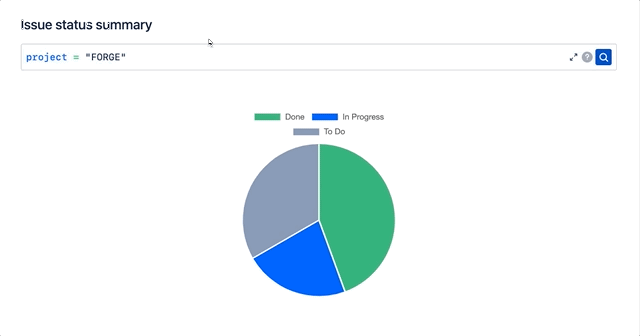 Issue status summary
project = "FORGE"
?
Done In Progress
To Do